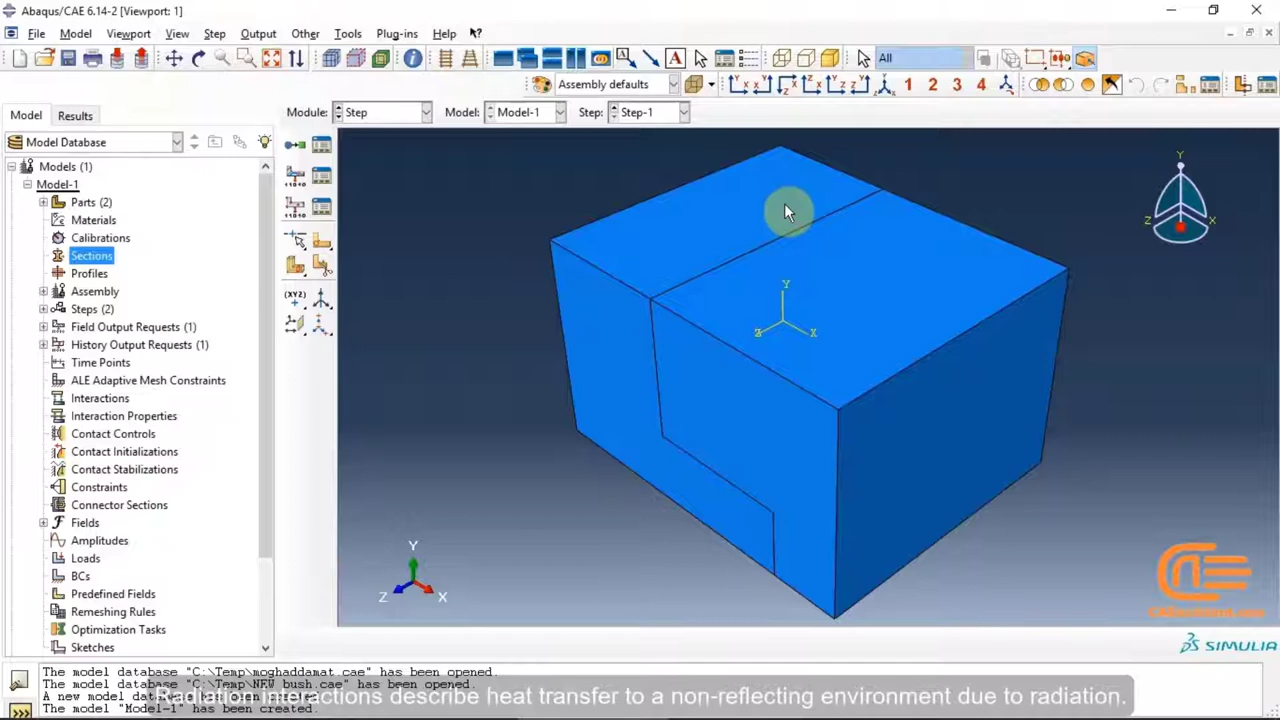 Abaqus/CAE 6.14-2 [Viewport: 1]
File Model Viewport View Step Output Other Tools Plug-ins Help
All
Assembly defaults
1 2 3 4
Model Results
Module: Step Model: Model-1 Step: Step-1
Model Database
Models (1)
Model-1
Parts (2)
Materials
Calibrations
Sections
Profiles
Assembly
Steps (2)
Field Output Requests (1)
History Output Requests (1)
Time Points
ALE Adaptive Mesh Constraints
Interactions
Interaction Properties
Contact Controls
Contact Initializations
Contact Stabilizations
Constraints
Connector Sections
Fields
Amplitudes
Loads
BCs
Predefined Fields
Remeshing Rules
Optimization Tasks
Sketches
(XYZ)
Y
Z X
Y
Z X
Y
Z X
SIMULIA
The model database "C:\Temp\moghaddamat.cae" has been opened.
The model database "C:\Temp\NEW bush.cae" has been opened.
A new model database has been created.
The model "Model-1" has been created.
Radiation interactions describe heat transfer to a non-reflecting environment due to radiation.